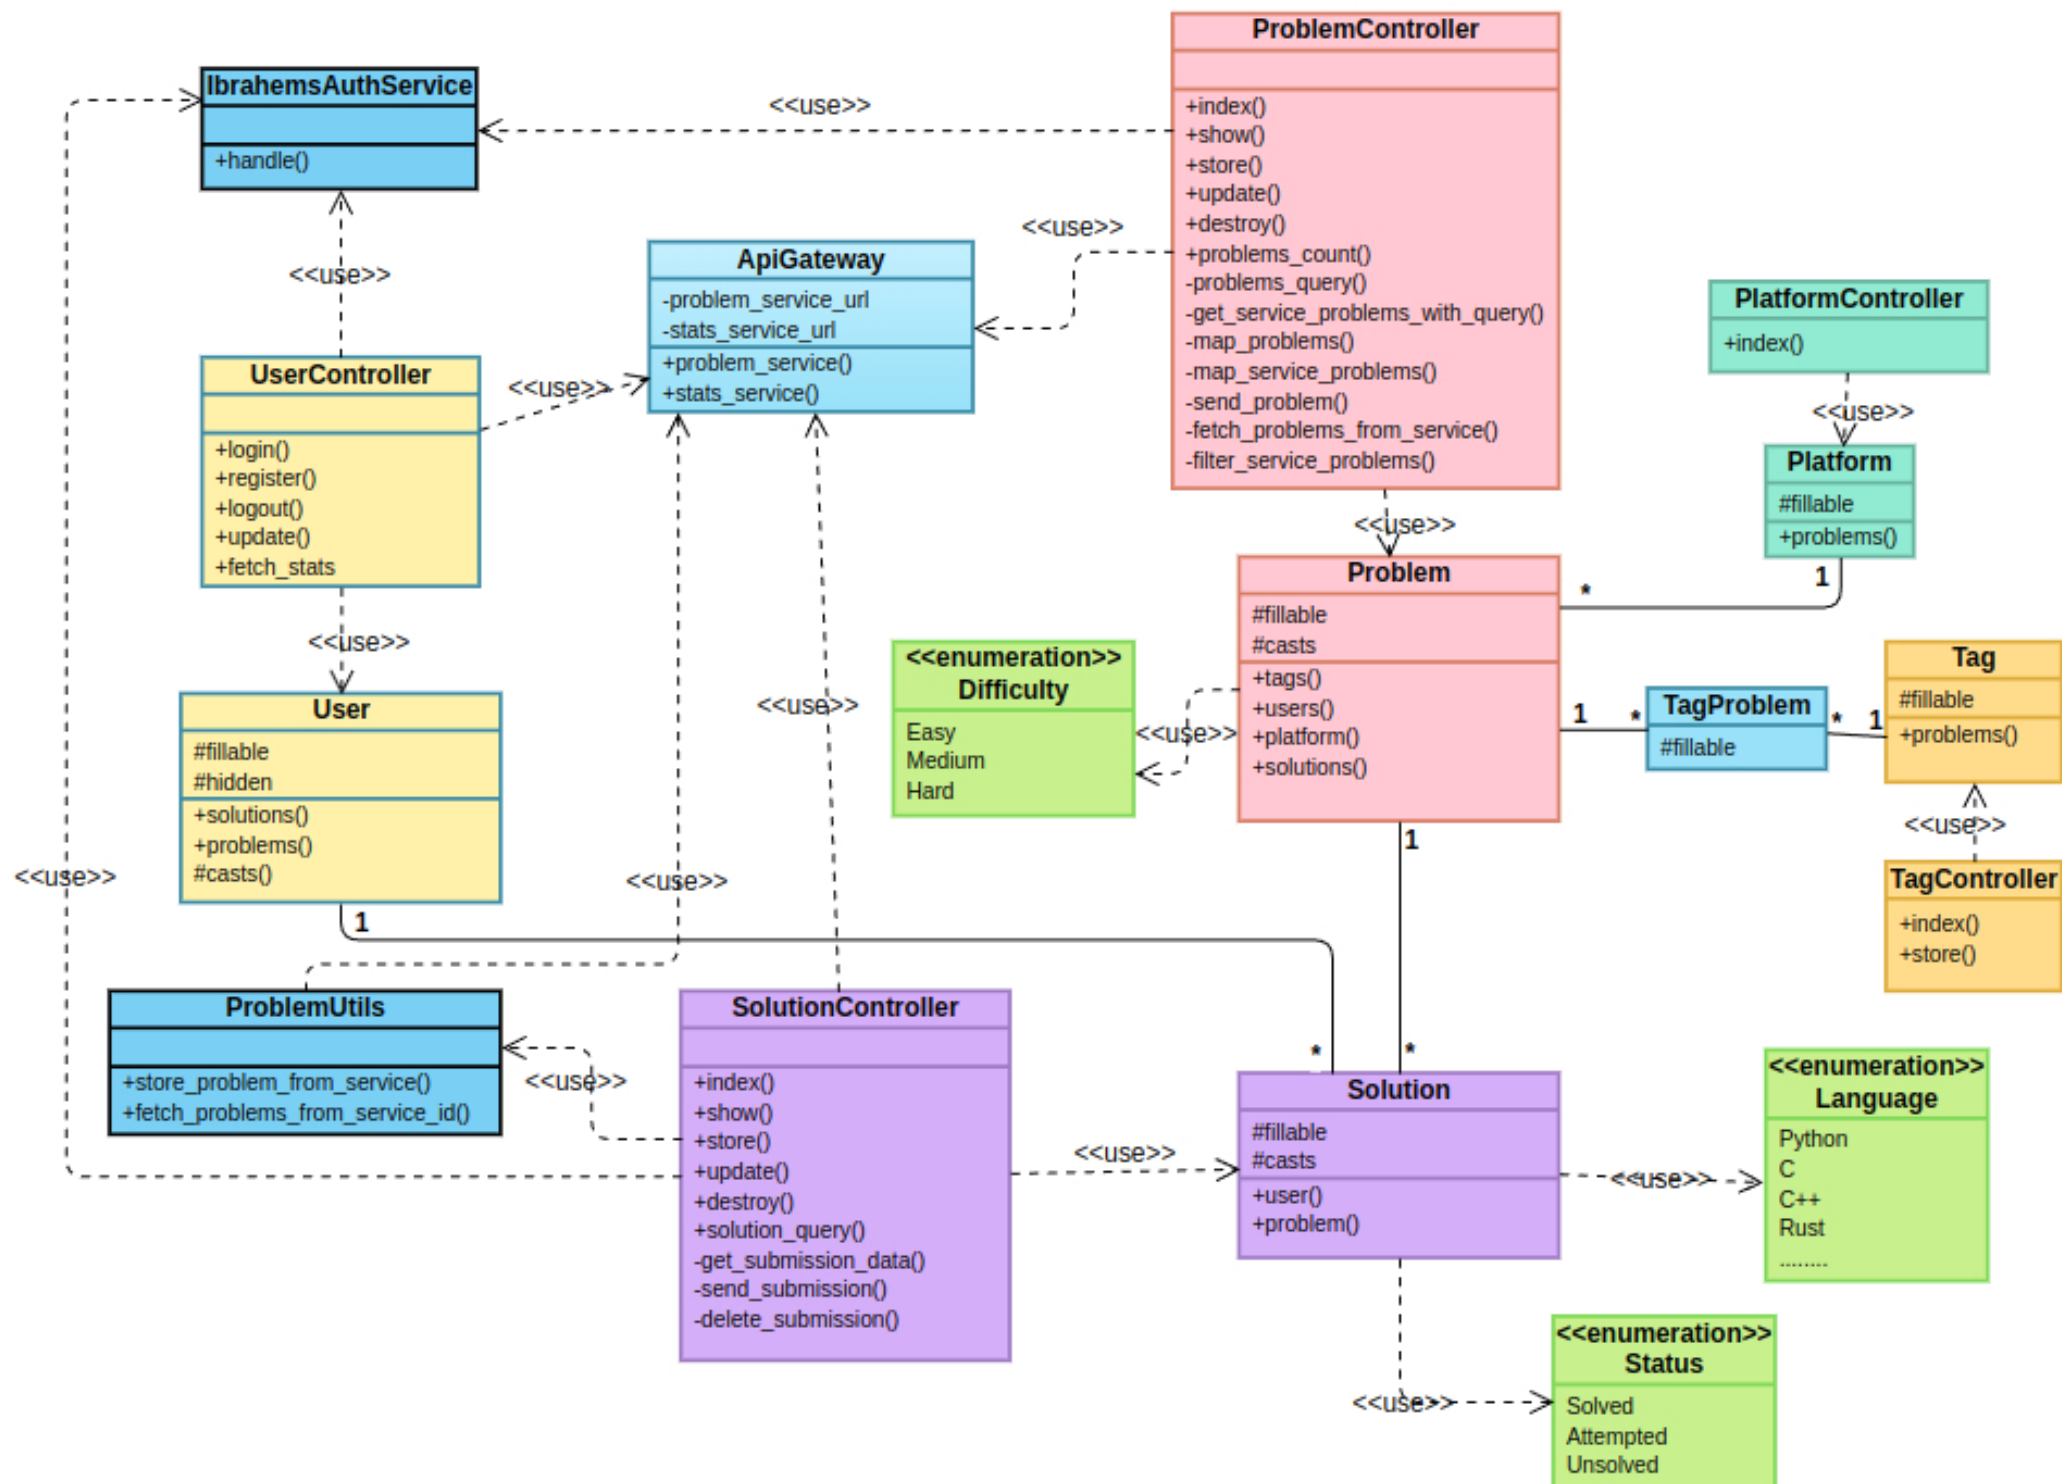 ProblemController
+index()
+show()
+store()
+update()
+destroy()
+problems_count()
-problems_query()
-get_service_problems_with_query()
-map_problems()
-map_service_problems()
-send_problem()
-fetch_problems_from_service()
-filter_service_problems()
IbrahemsAuthService
+handle()
<<use>>
<<use>>
<<use>>
ApiGateway
-problem_service_url
-stats_service_url
+problem_service()
+stats_service()
PlatformController
+index()
<<use>>
Platform
#fillable
+problems()
UserController
+login()
+register()
+logout()
+update()
+fetch_stats
<<use>>
<<use>>
<<use>>
User
#fillable
#hidden
+solutions()
+problems()
#casts()
Problem
#fillable
#casts
+tags()
+users()
+platform()
+solutions()
1
*
<<enumeration>>
Difficulty
Easy
Medium
Hard
<<use>>
<<use>>
1
*
TagProblem
#fillable
*
1
Tag
#fillable
+problems()
<<use>>
TagController
+index()
+store()
<<use>>
<<use>>
1
1
ProblemUtils
+store_problem_from_service()
+fetch_problems_from_service_id()
<<use>>
SolutionController
+index()
+show()
+store()
+update()
+destroy()
+solution_query()
-get_submission_data()
-send_submission()
-delete_submission()
<<use>>
*
*
Solution
#fillable
#casts
+user()
+problem()
<<use>>
<<enumeration>>
Language
Python
C
C++
Rust
........
<<use>>
<<enumeration>>
Status
Solved
Attempted
Unsolved